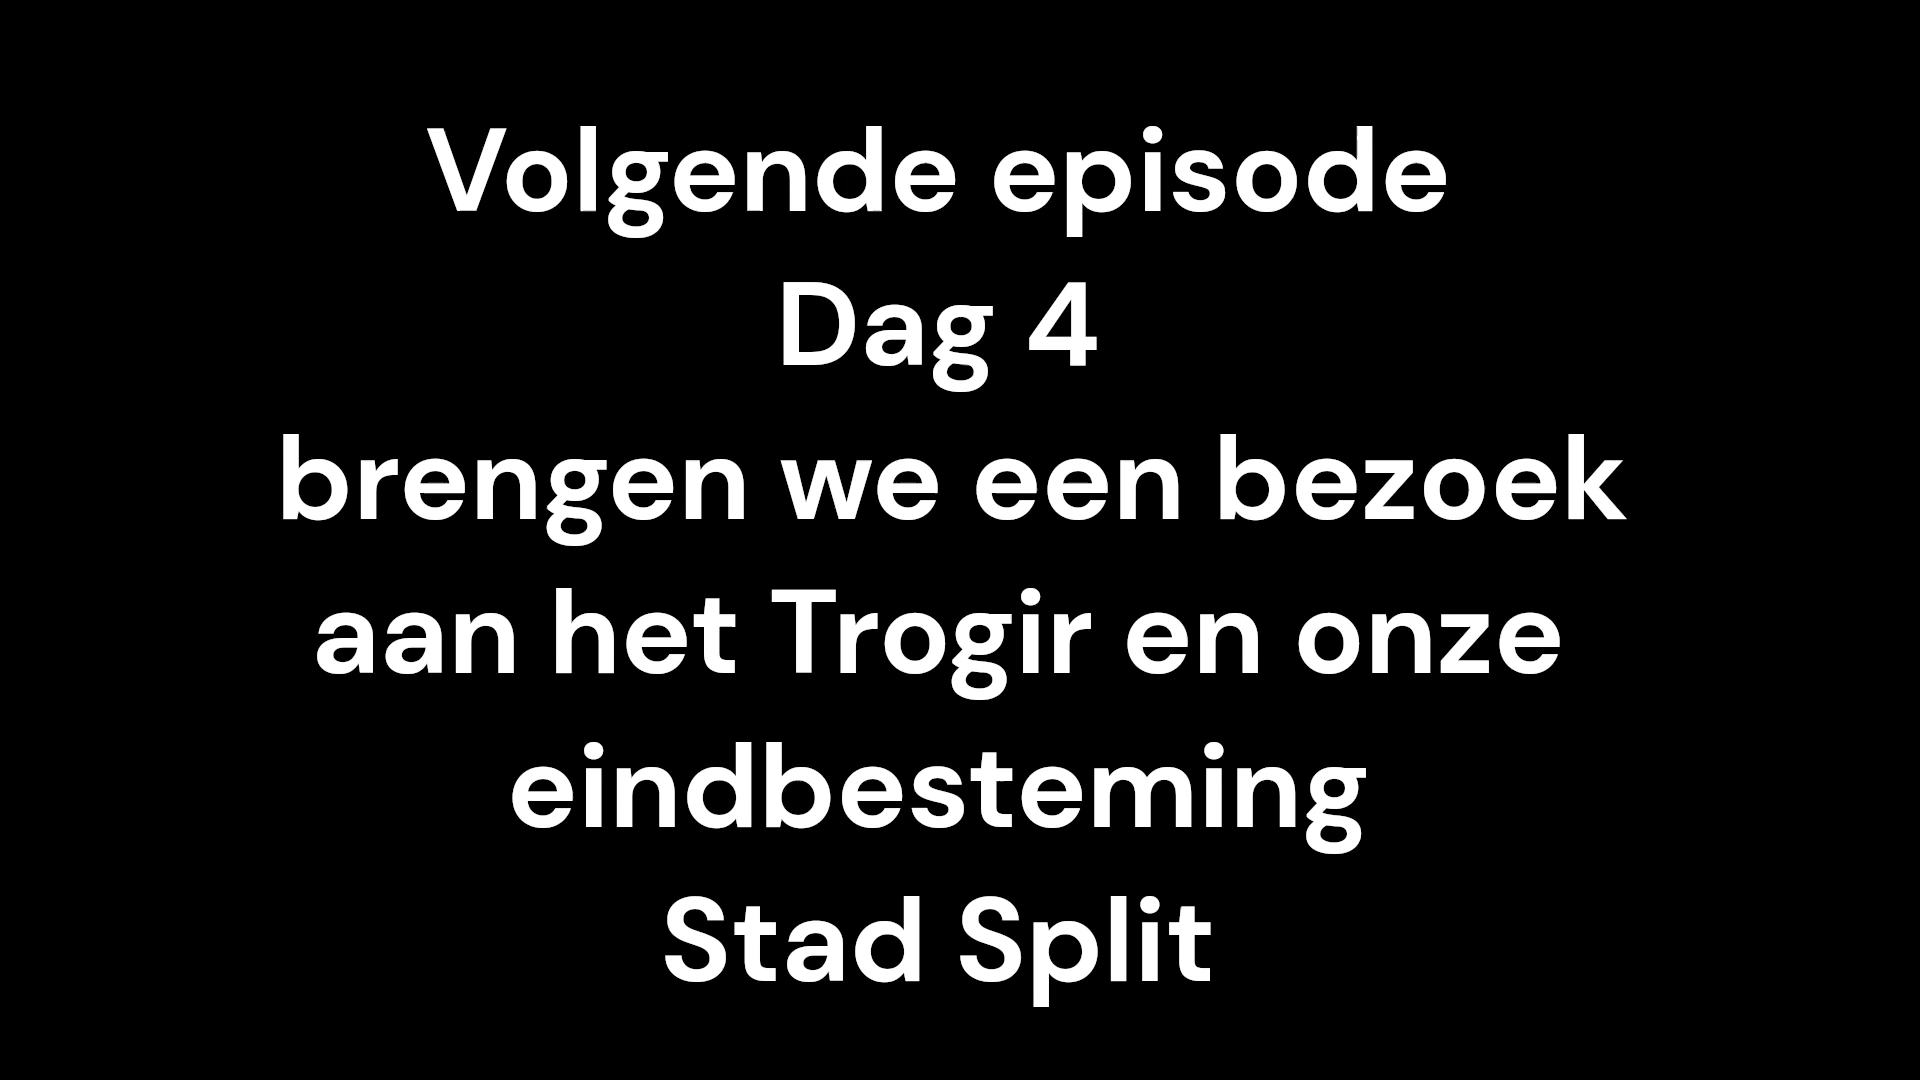 Volgende episode
Dag 4
brengen we een bezoek
aan het Trogir en onze
eindbesteming
Stad Split